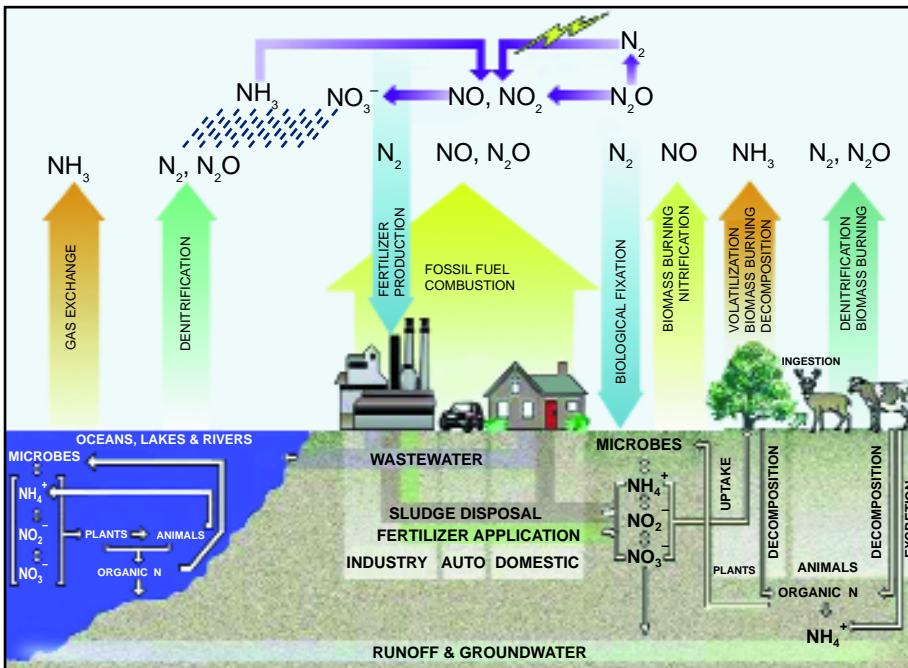 N₂
NH₃ NO₃⁻ NO, NO₂ N₂O
NH₃ N₂, N₂O N₂ NO, N₂O N₂ NO NH₃ N₂, N₂O
GAS EXCHANGE
DENITRIFICATION
FERTILIZER
PRODUCTION
FOSSIL FUEL
COMBUSTION
BIOLOGICAL FIXATION
BIOMASS BURNING
NITRIFICATION
VOLATILIZATION
BIOMASS BURNING
DECOMPOSITION
DENITRIFICATION
BIOMASS BURNING
INGESTION
OCEANS, LAKES & RIVERS
MICROBES
NH₄⁺
NO₂⁻
NO₃⁻
PLANTS
ANIMALS
ORGANIC N
WASTEWATER
SLUDGE DISPOSAL
FERTILIZER APPLICATION
INDUSTRY AUTO DOMESTIC
MICROBES
NH₄⁺
NO₂⁻
NO₃⁻
UPTAKE
DECOMPOSITION
DECOMPOSITION
EXCRETION
PLANTS
ANIMALS
ORGANIC N
NH₄⁺
RUNOFF & GROUNDWATER